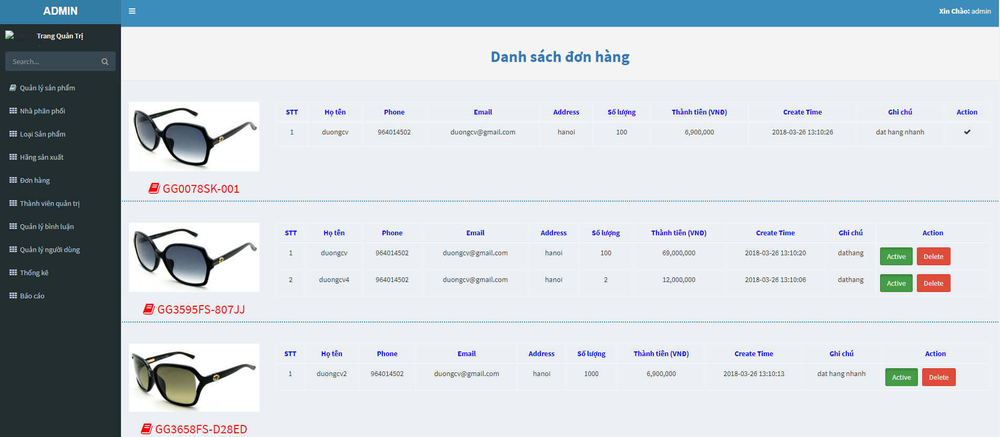 ADMIN
Xin Chào: admin
Trang Quản Trị
Search...
Quản lý sản phẩm
Nhà phân phối
Loại Sản phẩm
Hãng sản xuất
Đơn hàng
Thành viên quản trị
Quản lý bình luận
Quản lý người dùng
Thống kê
Báo cáo
Danh sách đơn hàng
STT Họ tên Phone Email Address Số lượng Thành tiên (VNĐ) Create Time Ghi chú Action
1 duongcv 964014502 duongcv@gmail.com hanoi 100 6,900,000 2018-03-26 13:10:26 dat hang nhanh
GG0078SK-001
STT Họ tên Phone Email Address Số lượng Thành tiên (VNĐ) Create Time Ghi chú Action
1 duongcv 964014502 duongcv@gmail.com hanoi 100 69,000,000 2018-03-26 13:10:20 dathang Active Delete
2 duongcv4 964014502 duongcv@gmail.com hanoi 2 12,000,000 2018-03-26 13:10:06 dathang Active Delete
GG3595FS-807JJ
STT Họ tên Phone Email Address Số lượng Thành tiên (VNĐ) Create Time Ghi chú Action
1 duongcv2 964014502 duongcv@gmail.com hanoi 1000 6,900,000 2018-03-26 13:10:13 dat hang nhanh Active Delete
GG3658FS-D28ED